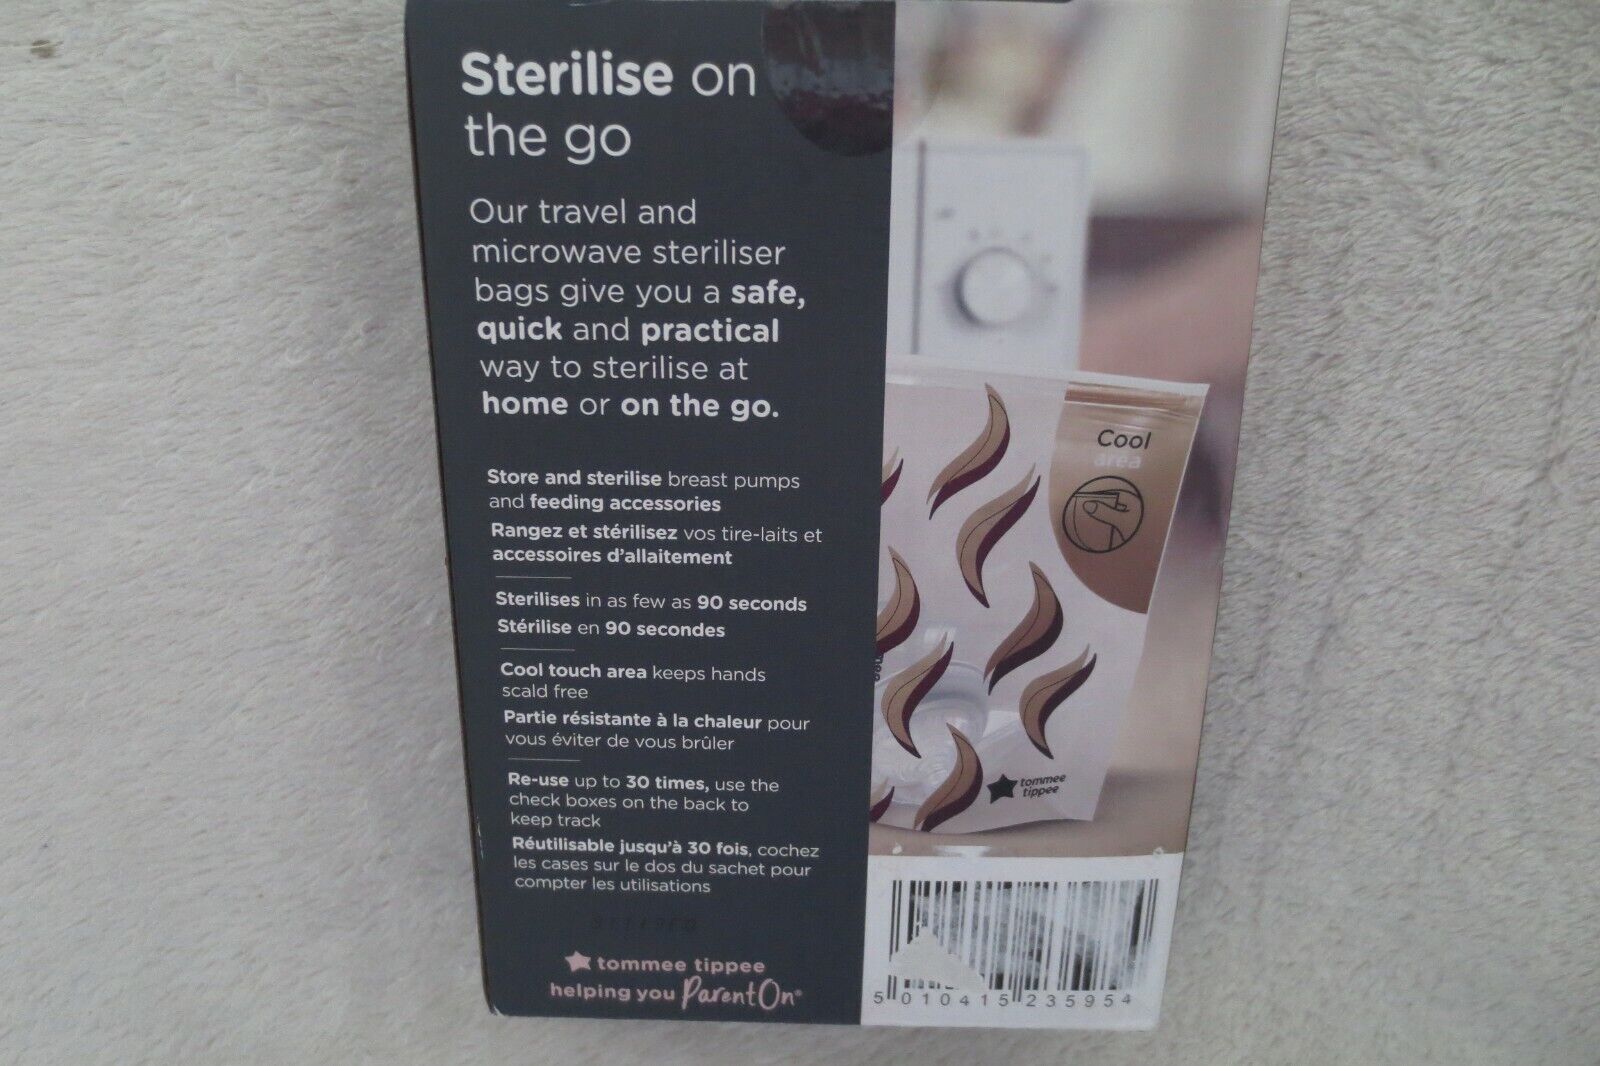 Sterilise on
the go
Our travel and
microwave steriliser
bags give you a safe,
quick and practical
way to sterilise at
home or on the go.
Store and sterilise breast pumps
and feeding accessories
Rangez et stérilisez vos tire-laits et
accessoires d'allaitement
Sterilises in as few as 90 seconds
Stérilise en 90 secondes
Cool touch area keeps hands
scald free
Partie résistante à la chaleur pour
vous éviter de vous brûler
Re-use up to 30 times, use the
check boxes on the back to
keep track
Réutilisable jusqu'à 30 fois, cochez
les cases sur le dos du sachet pour
compter les utilisations
tommee tippee
helping you ParentOn®
Cool
area
tommee
tippee
5 010415 235954